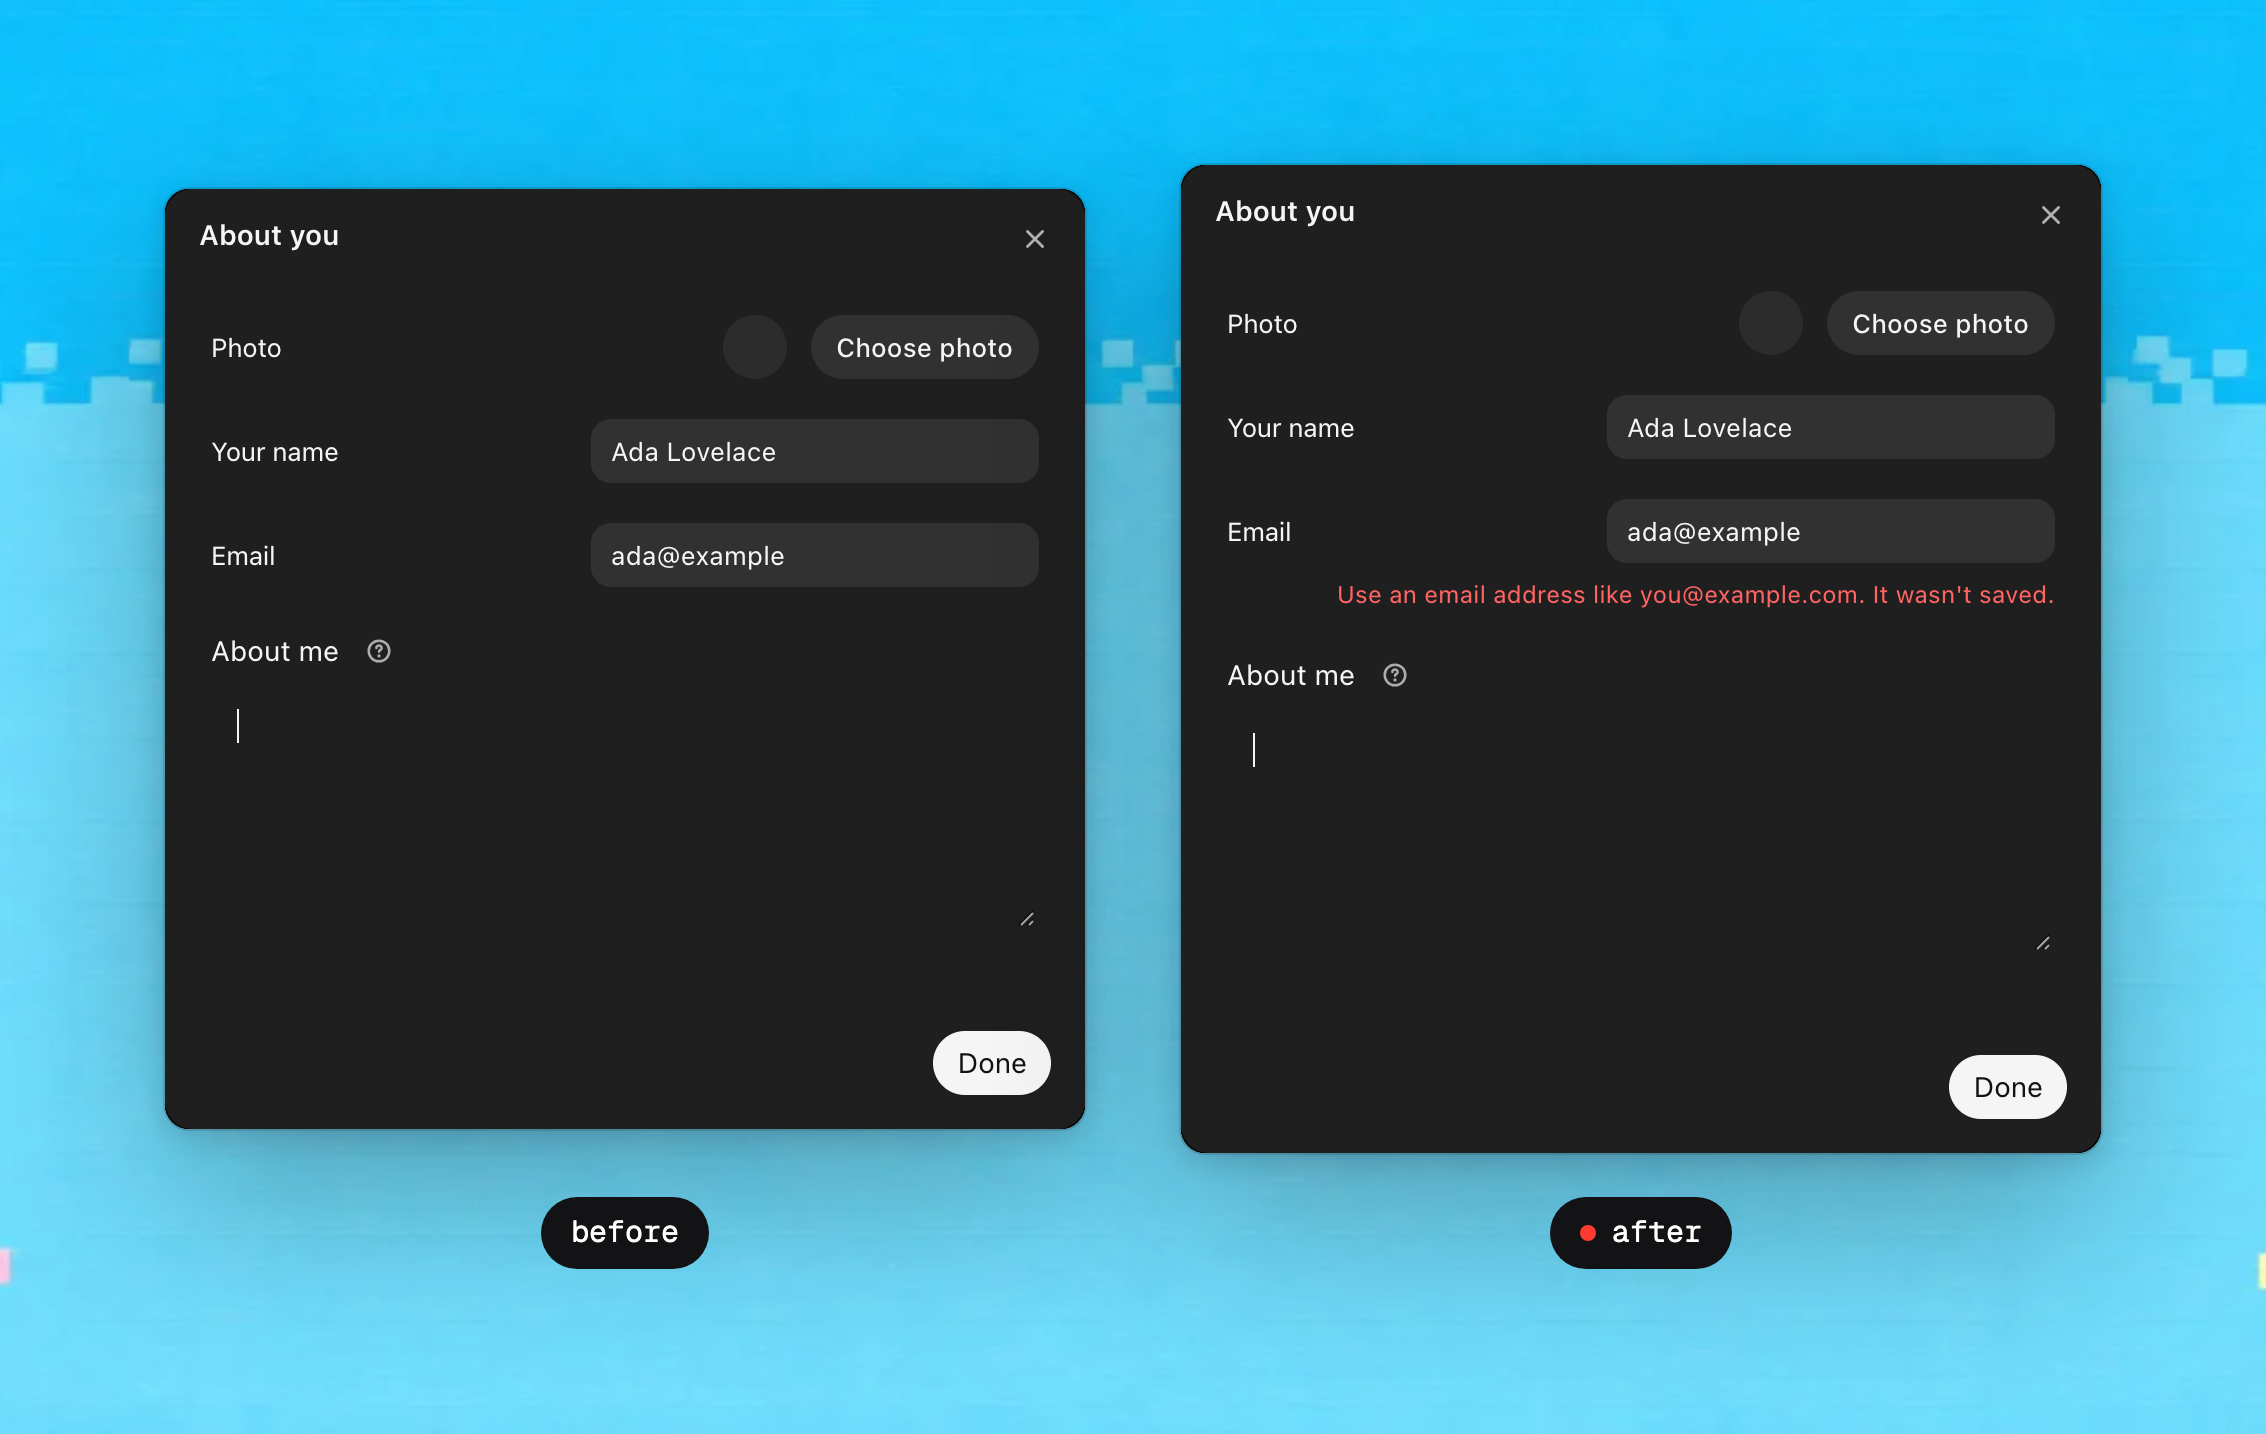 About you
Photo
Choose photo
Your name
Ada Lovelace
Email
ada@example
About me
Done
before
About you
Photo
Choose photo
Your name
Ada Lovelace
Email
ada@example
Use an email address like you@example.com. It wasn't saved.
About me
Done
after